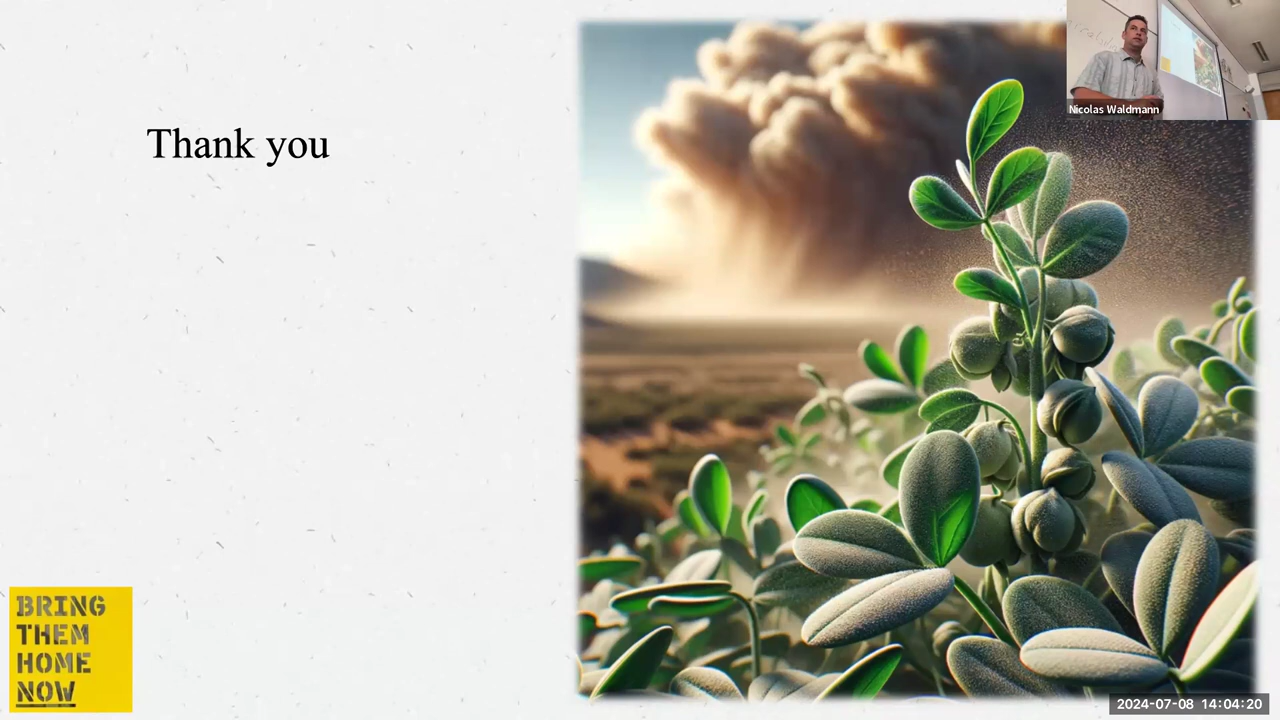 Thank you
Nicolas Waldmann
BRING
THEM
HOME
NOW
2024-07-08 14:04:20